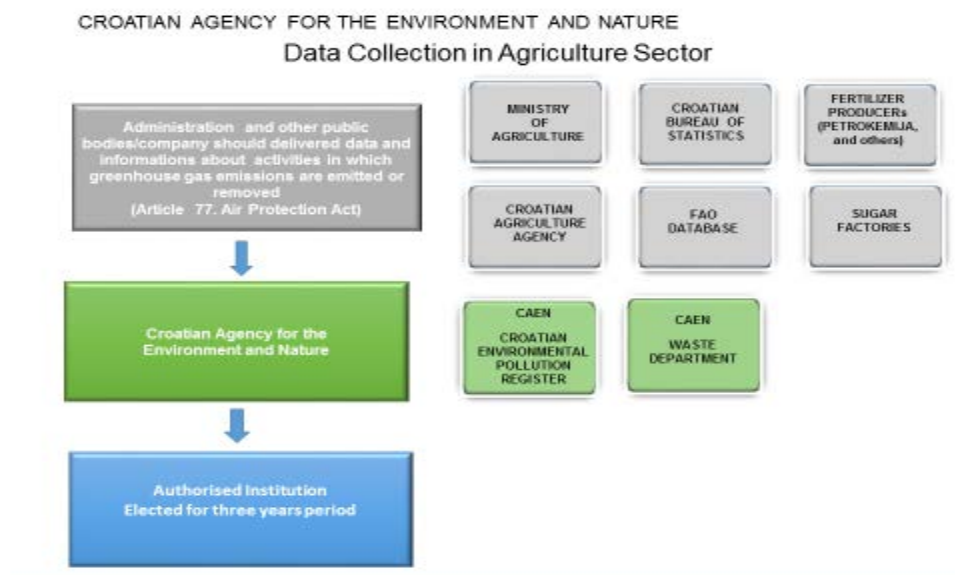 CROATIAN AGENCY FOR THE ENVIRONMENT AND NATURE
Data Collection in Agriculture Sector
Administration and other public
bodies/company should delivered data and
informations about activities in which
greenhouse gas emissions are emitted or
removed
(Article 77. Air Protection Act)
MINISTRY
OF
AGRICULTURE
CROATIAN
BUREAU OF
STATISTICS
FERTILIZER
PRODUCERs
(PETROKEMIJA,
and others)
CROATIAN
AGRICULTURE
AGENCY
FAO
DATABASE
SUGAR
FACTORIES
Croatian Agency for the
Environment and Nature
CAEN
CROATIAN
ENVIRONMENTAL
POLLUTION
REGISTER
CAEN
WASTE
DEPARTMENT
Authorised Institution
Elected for three years period